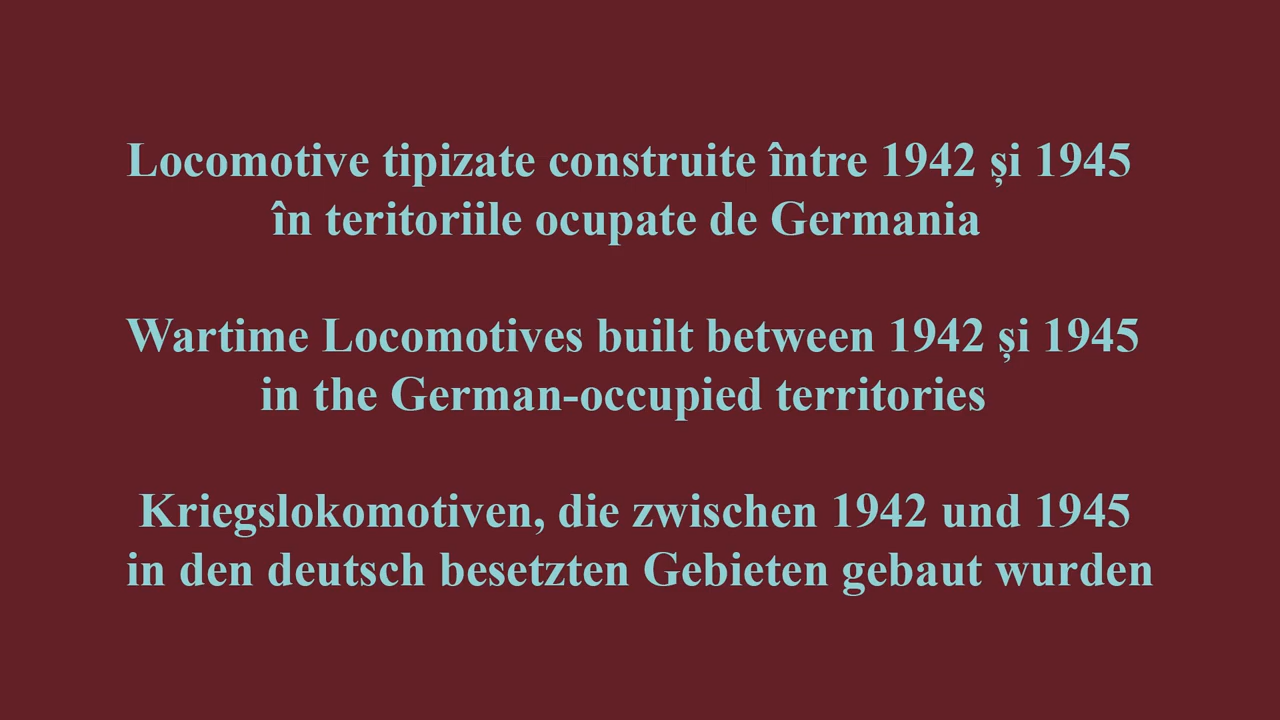 Locomotive tipizate construite între 1942 și 1945
în teritoriile ocupate de Germania
Wartime Locomotives built between 1942 și 1945
in the German-occupied territories
Kriegslokomotiven, die zwischen 1942 und 1945
in den deutsch besetzten Gebieten gebaut wurden